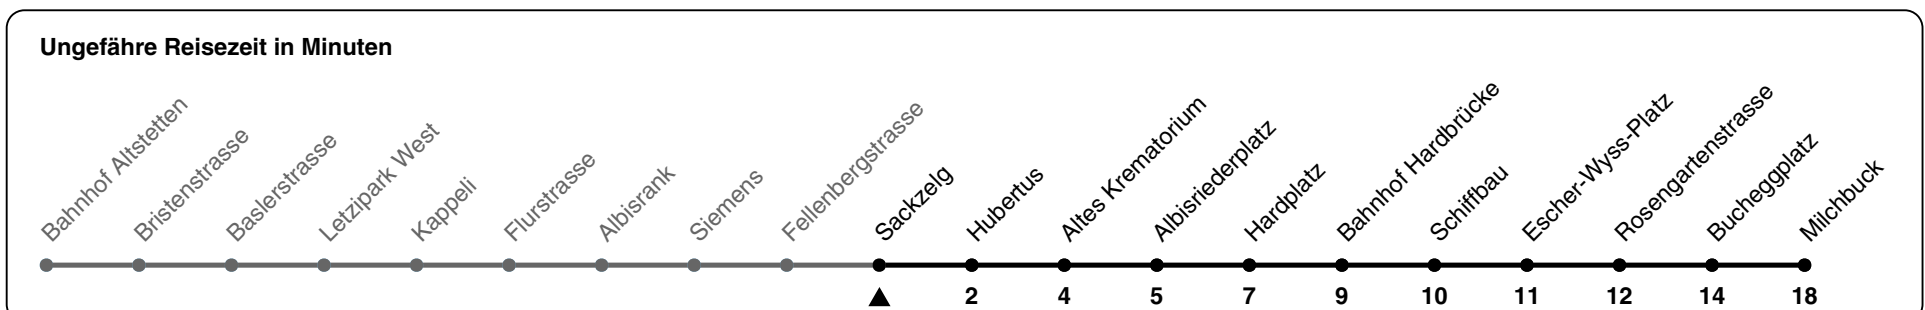 Ungefähre Reisezeit in Minuten
Bahnhof Altstetten
Bristenstrasse
Baslerstrasse
Letzipark West
Kappeli
Flurstrasse
Albisrank
Siemens
Fellenbergstrasse
Sackzelg
Hubertus
Altes Krematorium
Albisriederplatz
Hardplatz
Bahnhof Hardbrücke
Schiffbau
Escher-Wyss-Platz
Rosengartenstrasse
Bucheggplatz
Milchbuck
2 4 5 7 9 10 11 12 14 18